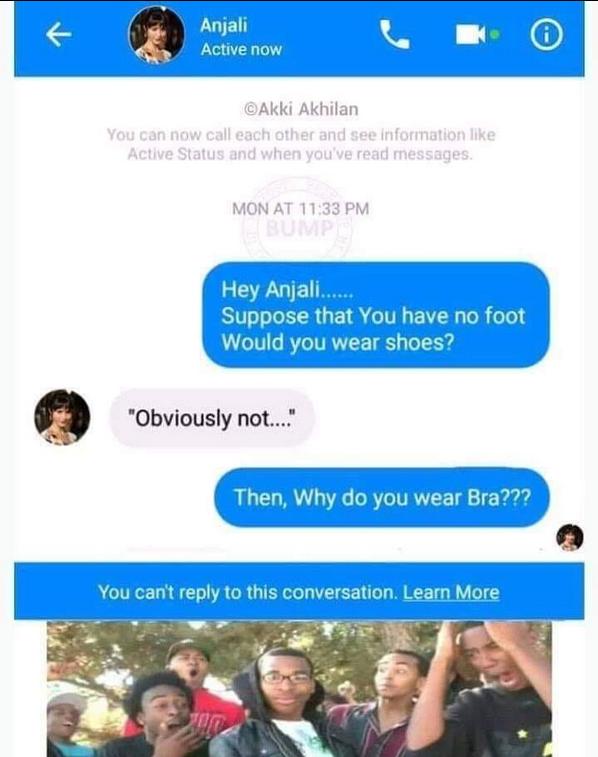 Anjali
Active now
©Akki Akhilan
You can now call each other and see information like
Active Status and when you've read messages.
MON AT 11:33 PM
BUMP
Hey Anjali......
Suppose that You have no foot
Would you wear shoes?
"Obviously not...."
Then, Why do you wear Bra???
You can't reply to this conversation. Learn More